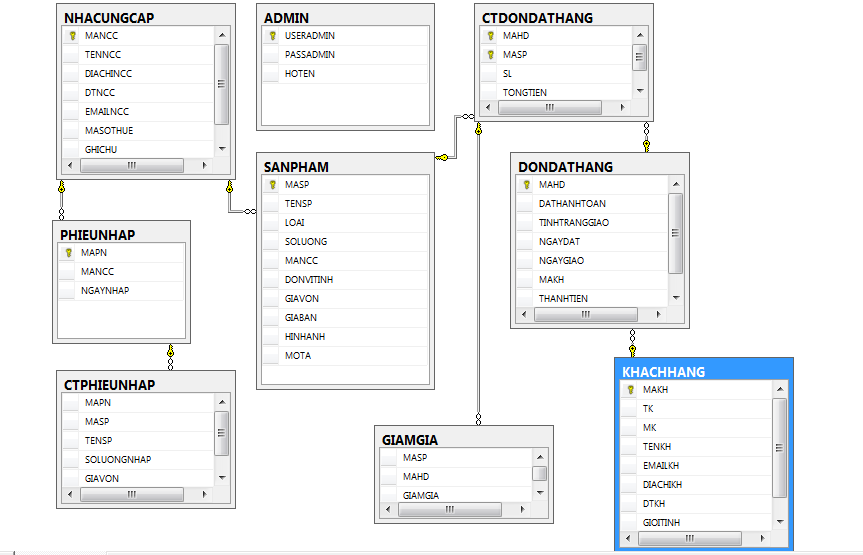 NHACUNGCAP
MANCC
TENNCC
DIACHINCC
DTNCC
EMAILNCC
MASOTHUE
GHICHU
ADMIN
USERADMIN
PASSADMIN
HOTEN
CTDONDATHANG
MAHD
MASP
SL
TONGTIEN
SANPHAM
MASP
TENSP
LOAI
SOLUONG
MANCC
DONVITINH
GIAVON
GIABAN
HINHANH
MOTA
DONDATHANG
MAHD
DATHANHTOAN
TINHTRANGGIAO
NGAYDAT
NGAYGIAO
MAKH
THANHTIEN
PHIEUNHAP
MAPN
MANCC
NGAYNHAP
CTPHIEUNHAP
MAPN
MASP
TENSP
SOLUONGNHAP
GIAVON
GIAMGIA
MASP
MAHD
GIAMGIA
KHACHHANG
MAKH
TK
MK
TENKH
EMAILKH
DIACHIKH
DTKH
GIOITINH